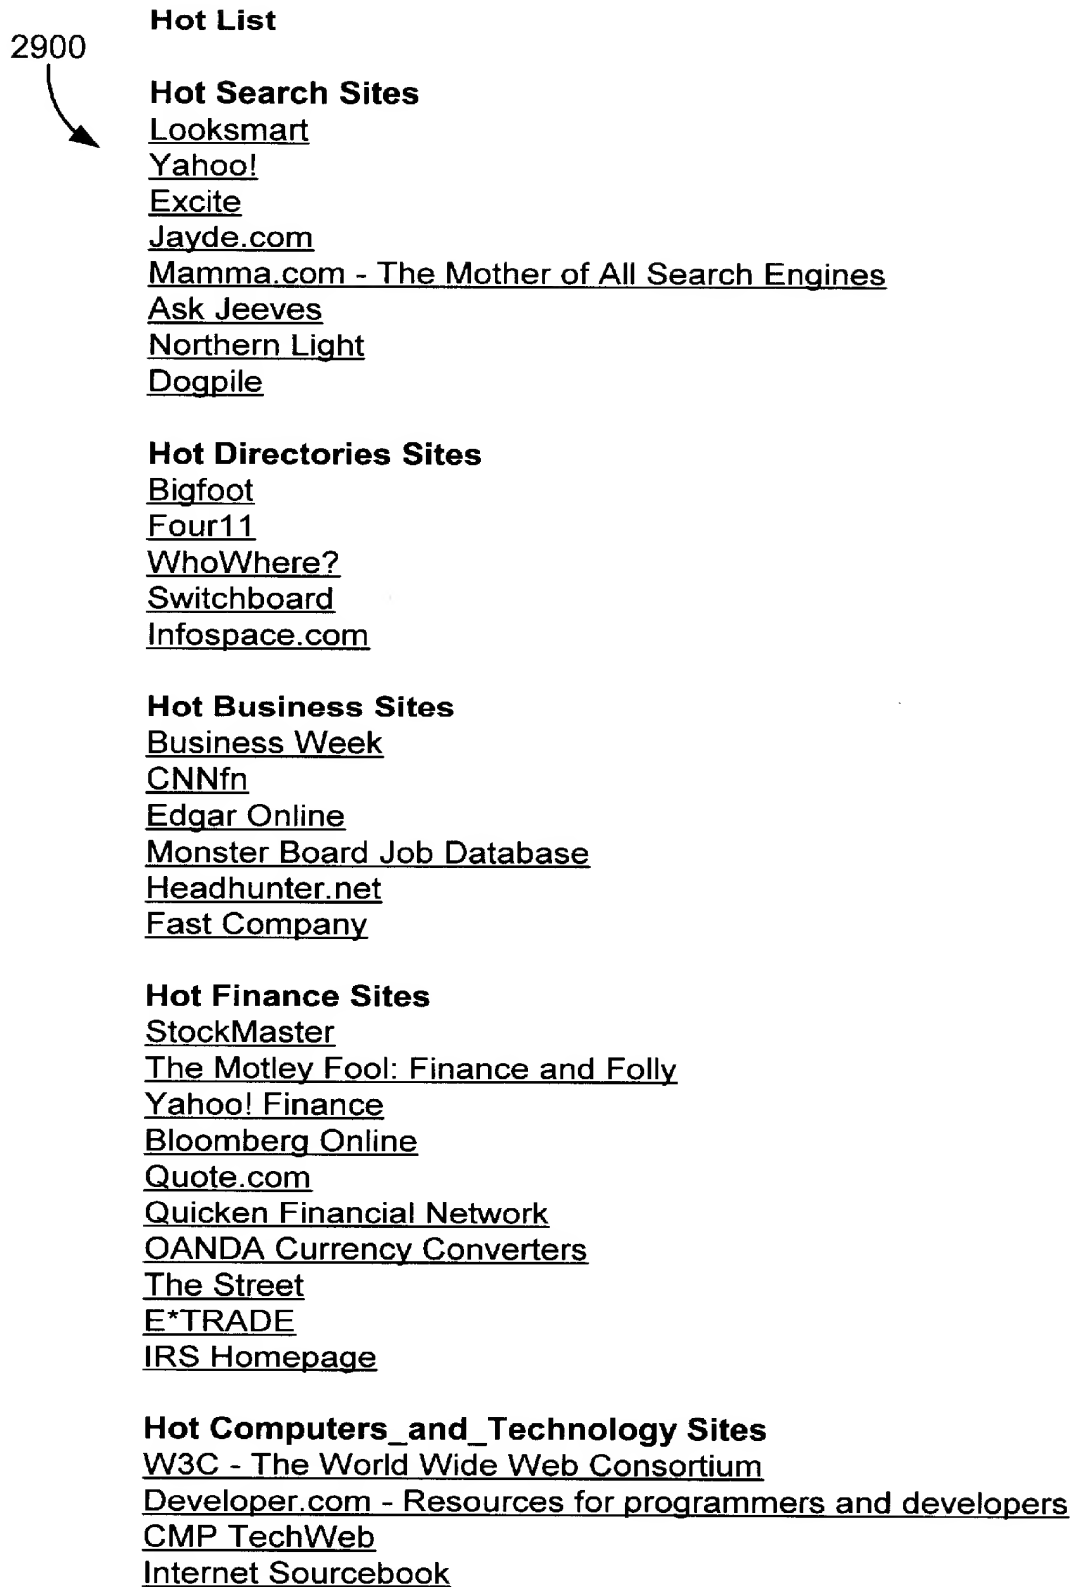 Hot List
2900
Hot Search Sites
Looksmart
Yahoo!
Excite
Jayde.com
Mamma.com - The Mother of All Search Engines
Ask Jeeves
Northern Light
Dogpile
Hot Directories Sites
Bigfoot
Four11
WhoWhere?
Switchboard
Infospace.com
Hot Business Sites
Business Week
CNNfn
Edgar Online
Monster Board Job Database
Headhunter.net
Fast Company
Hot Finance Sites
StockMaster
The Motley Fool: Finance and Folly
Yahoo! Finance
Bloomberg Online
Quote.com
Quicken Financial Network
OANDA Currency Converters
The Street
E*TRADE
IRS Homepage
Hot Computers_and_Technology Sites
W3C - The World Wide Web Consortium
Developer.com - Resources for programmers and developers
CMP TechWeb
Internet Sourcebook